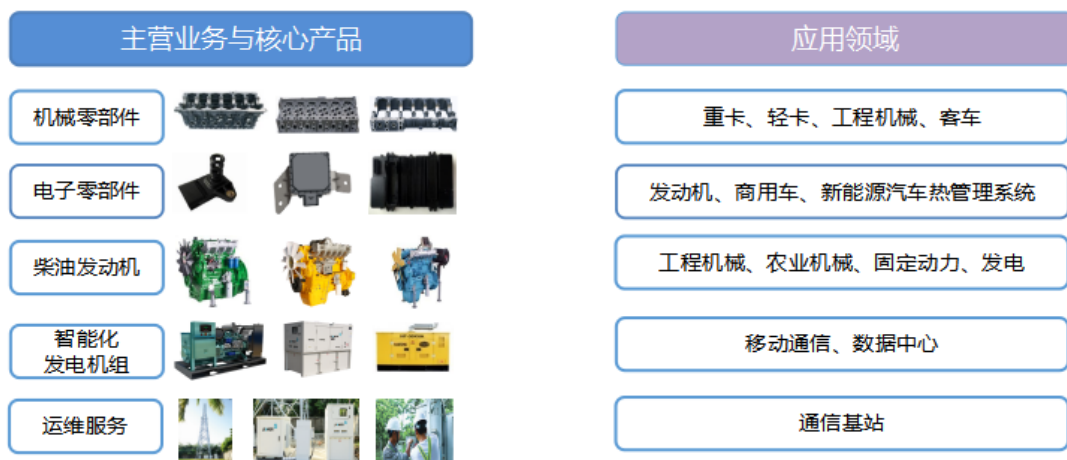 主营业务与核心产品
应用领域
机械零部件
重卡、轻卡、工程机械、客车
电子零部件
发动机、商用车、新能源汽车热管理系统
柴油发动机
工程机械、农业机械、固定动力、发电
智能化
发电机组
移动通信、数据中心
运维服务
通信基站